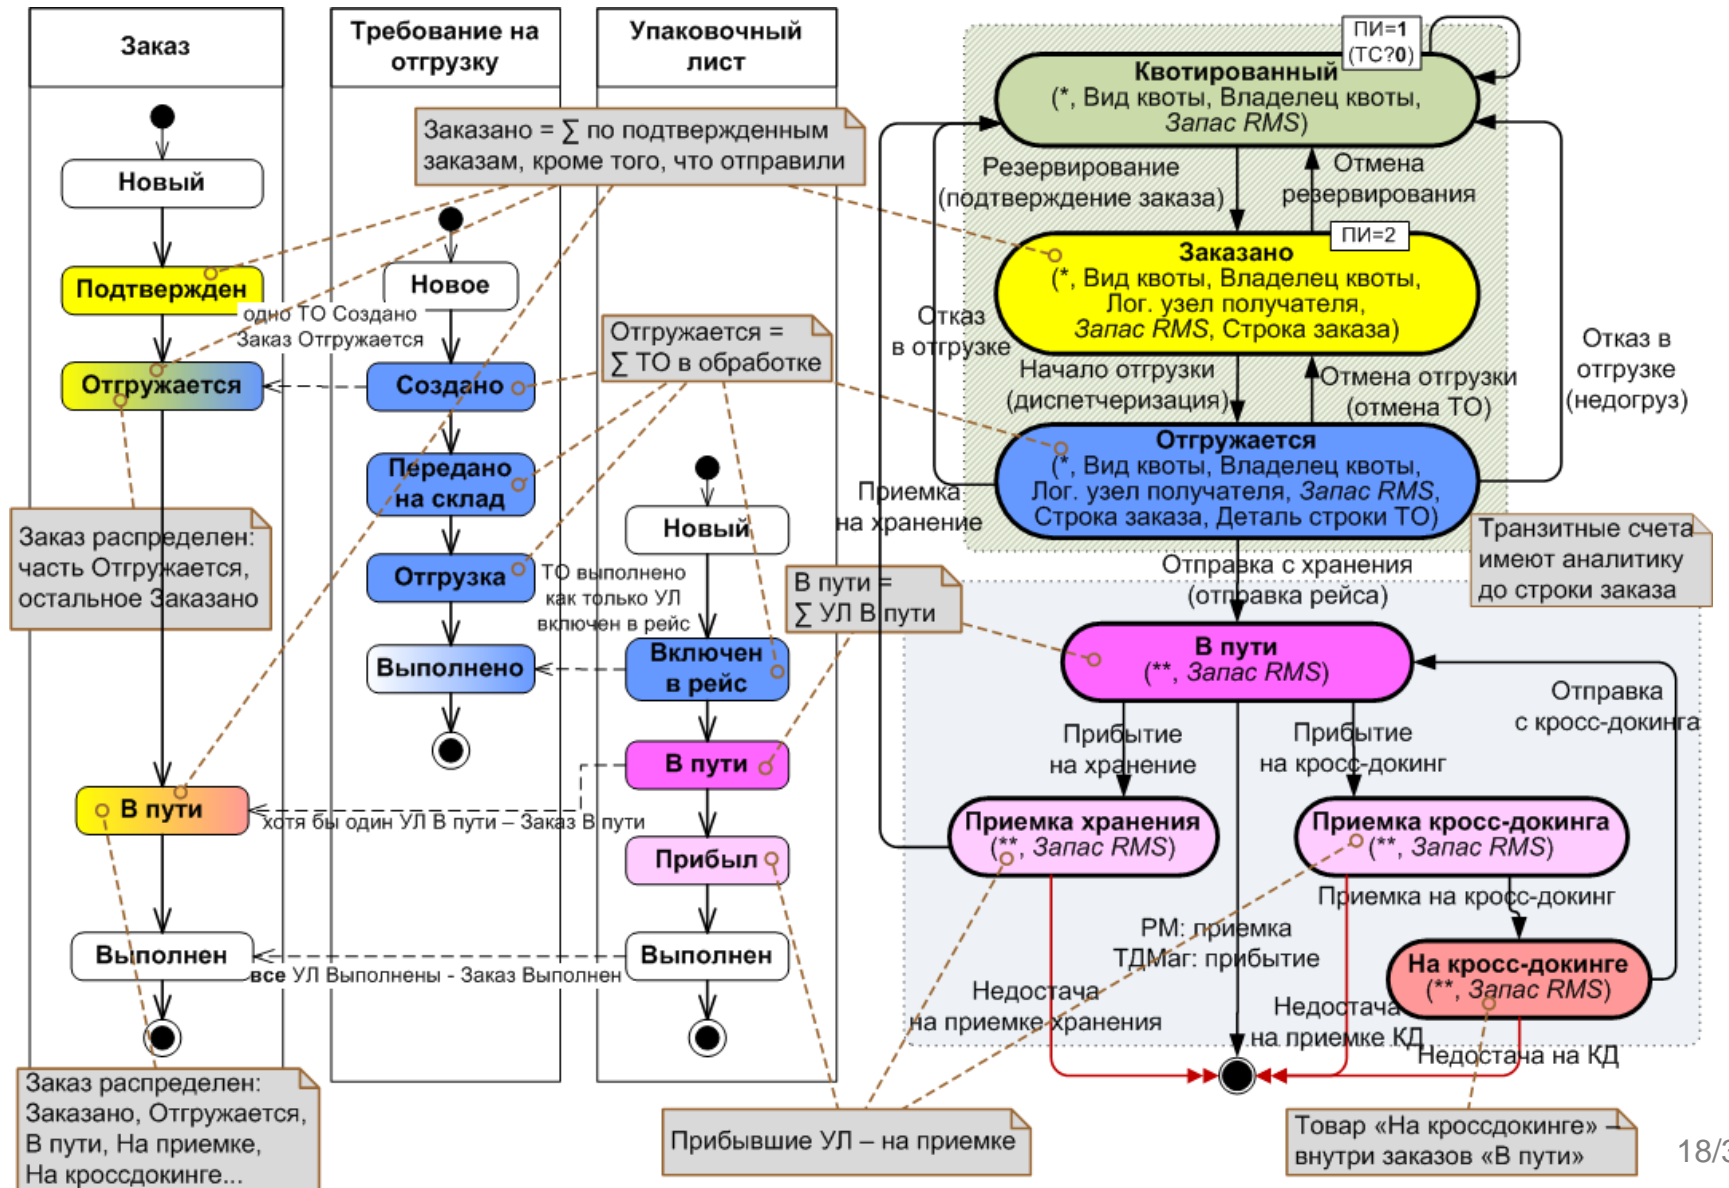 Заказ
Требование на
отгрузку
Упаковочный
лист
Новый
Подтвержден
Отгружается
В пути
Выполнен
Новое
Создано
Передано
на склад
Отгрузка
Выполнено
Новый
Включен
в рейс
В пути
Прибыл
Выполнен
одно ТО Создано
Заказ Отгружается
ТО выполнено
как только УЛ
включен в рейс
хотя бы один УЛ В пути – Заказ В пути
все УЛ Выполнены - Заказ Выполнен
Заказано = ∑ по подтвержденным
заказам, кроме того, что отправили
Отгружается =
∑ ТО в обработке
В пути =
∑ УЛ В пути
Заказ распределен:
часть Отгружается,
остальное Заказано
Заказ распределен:
Заказано, Отгружается,
В пути, На приемке,
На кроссдокинге...
Прибывшие УЛ – на приемке
Товар «На кроссдокинге» –
внутри заказов «В пути»
Транзитные счета
имеют аналитику
до строки заказа
ПИ=1
(ТС?0)
Квотированный
(*, Вид квоты, Владелец квоты,
Запас RMS)
Резервирование
(подтверждение заказа)
Отмена
резервирования
ПИ=2
Заказано
(*, Вид квоты, Владелец квоты,
Лог. узел получателя,
Запас RMS, Строка заказа)
Отказ
в отгрузке
Начало отгрузки
(диспетчеризация)
Отмена отгрузки
(отмена ТО)
Отказ в
отгрузке
(недогруз)
Отгружается
(*, Вид квоты, Владелец квоты,
Лог. узел получателя, Запас RMS,
Строка заказа, Деталь строки ТО)
Приемка
на хранение
Отправка с хранения
(отправка рейса)
В пути
(**, Запас RMS)
Отправка
с кросс-докинга
Прибытие
на хранение
Прибытие
на кросс-докинг
Приемка хранения
(**, Запас RMS)
Приемка кросс-докинга
(**, Запас RMS)
Приемка на кросс-докинг
РМ: приемка
ТДМаг: прибытие
На кросс-докинге
(**, Запас RMS)
Недостача
на приемке хранения
Недостача
на приемке КД
Недостача на КД
18/3